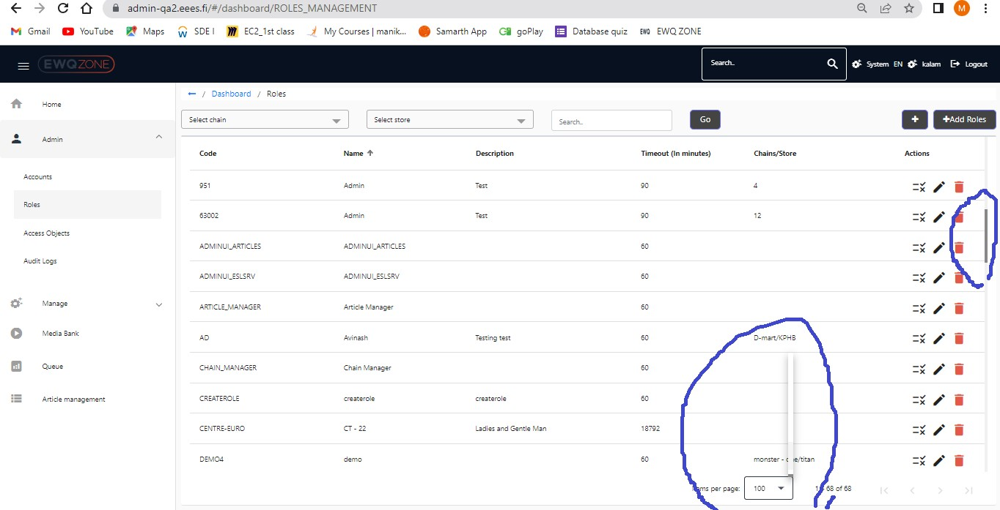 admin-qa2.eees.fi/#/dashboard/ROLES_MANAGEMENT
M
Gmail YouTube Maps SDE I EC2_1st class My Courses | manik... Samarth App goPlay Database quiz EWQ EWQ ZONE
EWQZONE Search.. System EN kalam Logout
/ Dashboard / Roles
Home
Admin
Accounts
Roles
Access Objects
Audit Logs
Manage
Media Bank
Queue
Article management
Select chain Select store Search.. Go + +Add Roles
Code Name Description Timeout (In minutes) Chains/Store Actions
951 Admin Test 90 4
63002 Admin Test 90 12
ADMINUI_ARTICLES ADMINUI_ARTICLES 60
ADMINUI_ESLSRV ADMINUI_ESLSRV 60
ARTICLE_MANAGER Article Manager 60
AD Avinash Testing test 60 D-mart/KPHB
CHAIN_MANAGER Chain Manager 60
CREATEROLE createrole createrole 60
CENTRE-EURO CT - 22 Ladies and Gentle Man 18792
DEMO4 demo 60 monster - /titan
per page: 100 68 of 68